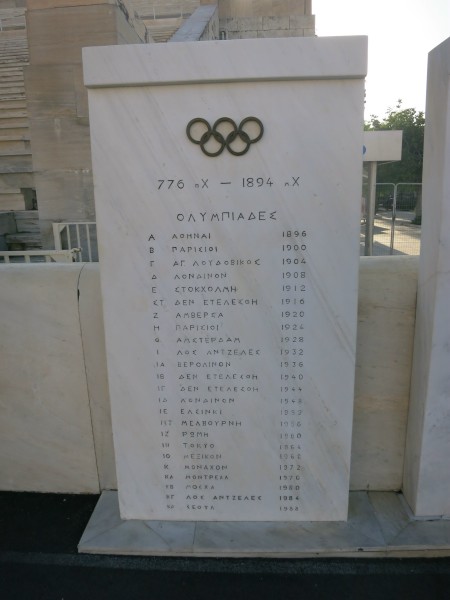 776 πΧ — 1894 πΧ
ΟΛΥΜΠΙΑΔΕΣ
Α ΑΘΗΝΑΙ 1896
Β ΠΑΡΙΣΙΟΙ 1900
Γ ΑΓ ΛΟΥΔΟΒΙΚΟΣ 1904
Δ ΛΟΝΔΙΝΟΝ 1908
Ε ΣΤΟΚΧΟΛΜΗ 1912
ΣΤ ΔΕΝ ΕΤΕΛΕΣΘΗ 1916
Ζ ΑΜΒΕΡΣΑ 1920
Η ΠΑΡΙΣΙΟΙ 1924
Θ ΑΜΣΤΕΡΔΑΜ 1928
Ι ΛΟΣ ΑΝΤΖΕΛΕΣ 1932
ΙΑ ΒΕΡΟΛΙΝΟΝ 1936
ΙΒ ΔΕΝ ΕΤΕΛΕΣΘΗ 1940
ΙΓ ΔΕΝ ΕΤΕΛΕΣΘΗ 1944
ΙΔ ΛΟΝΔΙΝΟΝ 1948
ΙΕ ΕΛΣΙΝΚΙ 1952
ΙΣΤ ΜΕΛΒΟΥΡΝΗ 1956
ΙΖ ΡΩΜΗ 1960
ΙΗ ΤΟΚΥΟ 1964
ΙΘ ΜΕΞΙΚΟΝ 1968
Κ ΜΟΝΑΧΟΝ 1972
ΚΑ ΜΟΝΤΡΕΑΛ 1976
ΚΒ ΜΟΣΧΑ 1980
ΚΓ ΛΟΣ ΑΝΤΖΕΛΕΣ 1984
ΚΔ ΣΕΟΥΛ 1988